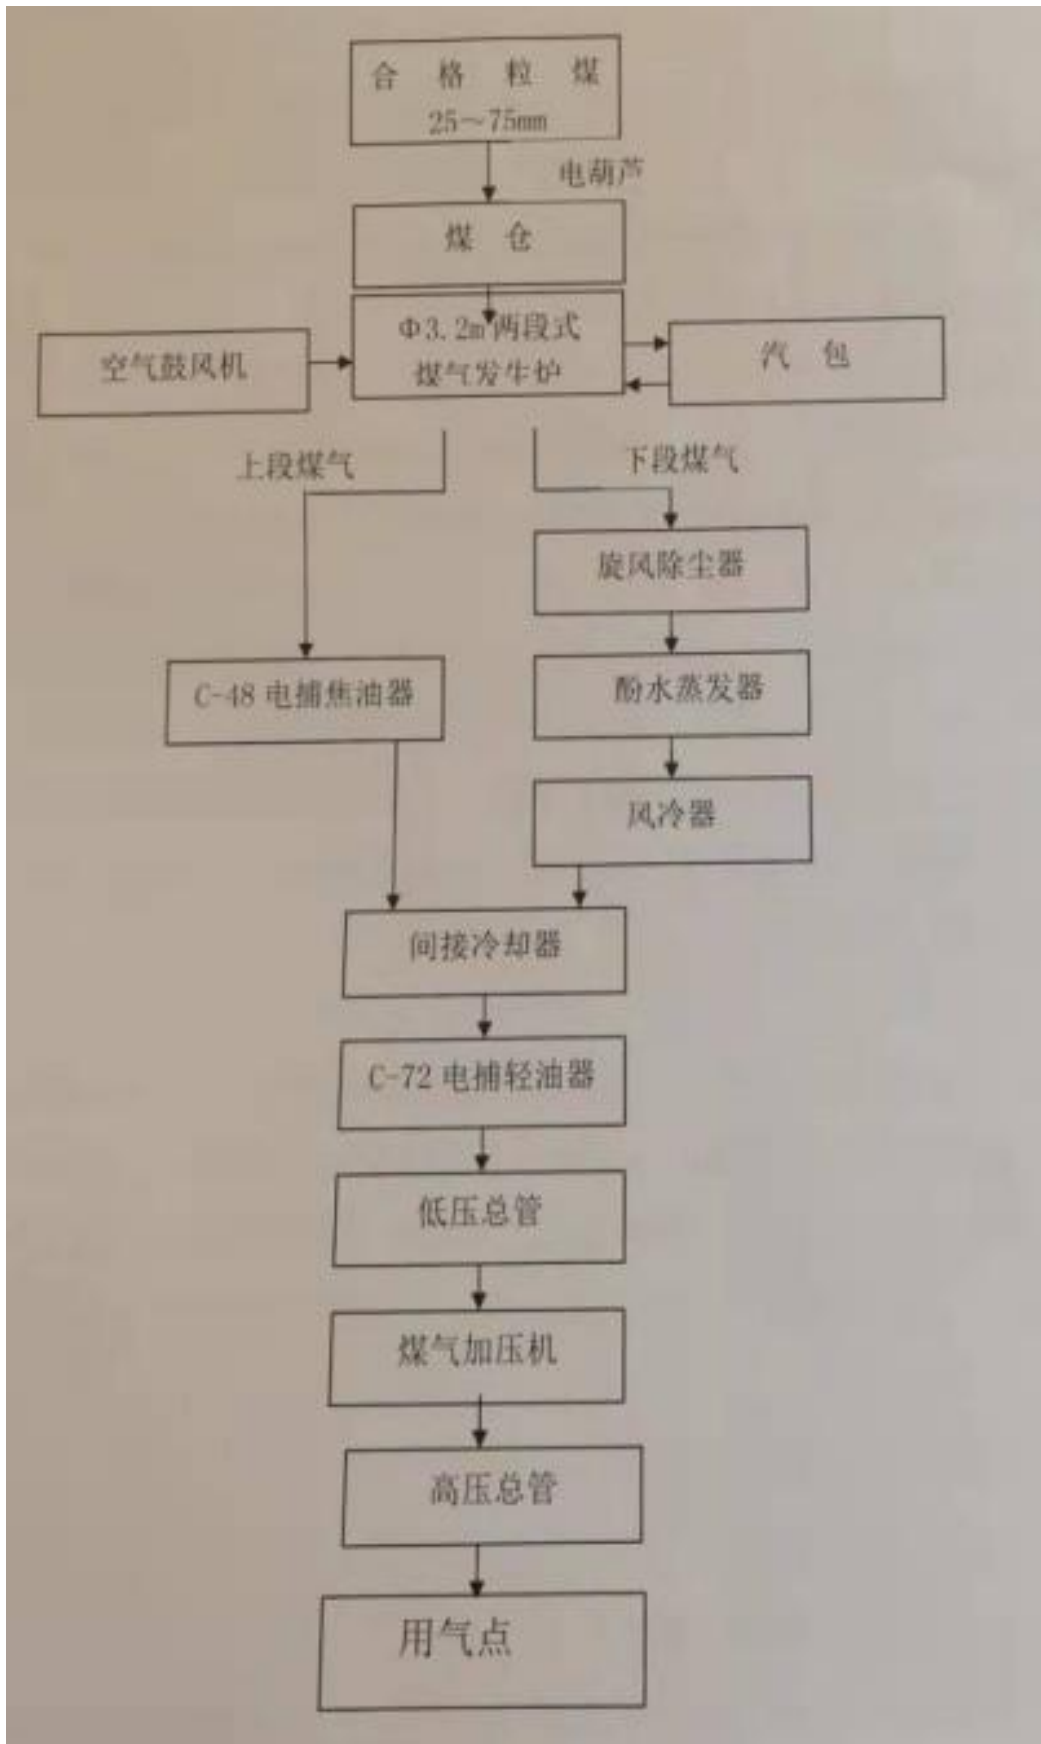 合格粒煤
25~75mm
电葫芦
煤仓
Φ3.2m两段式
煤气发生炉
空气鼓风机
汽包
上段煤气
下段煤气
旋风除尘器
C-48电捕焦油器
酚水蒸发器
风冷器
间接冷却器
C-72电捕轻油器
低压总管
煤气加压机
高压总管
用气点